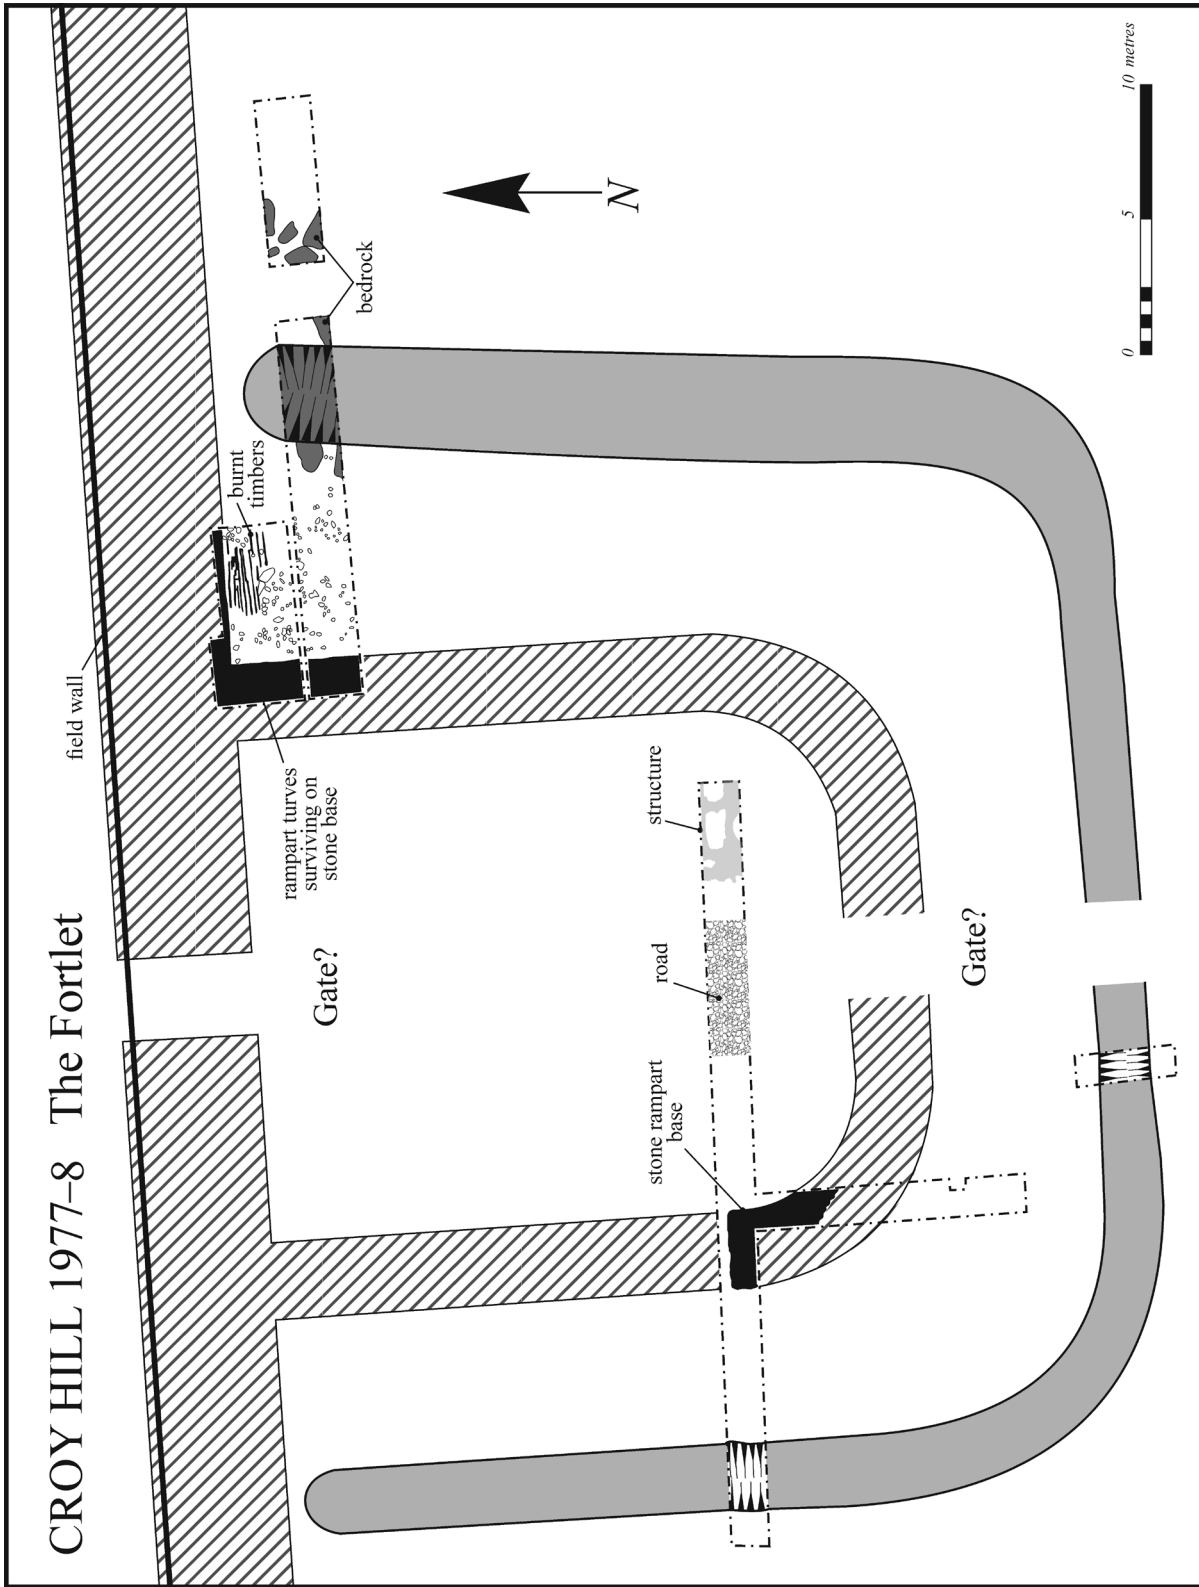 CROY HILL 1977–8 The Fortlet
field wall
burnt
timbers
bedrock
N
rampart turves
surviving on
stone base
Gate?
structure
road
stone rampart
base
Gate?
0 5 10 metres